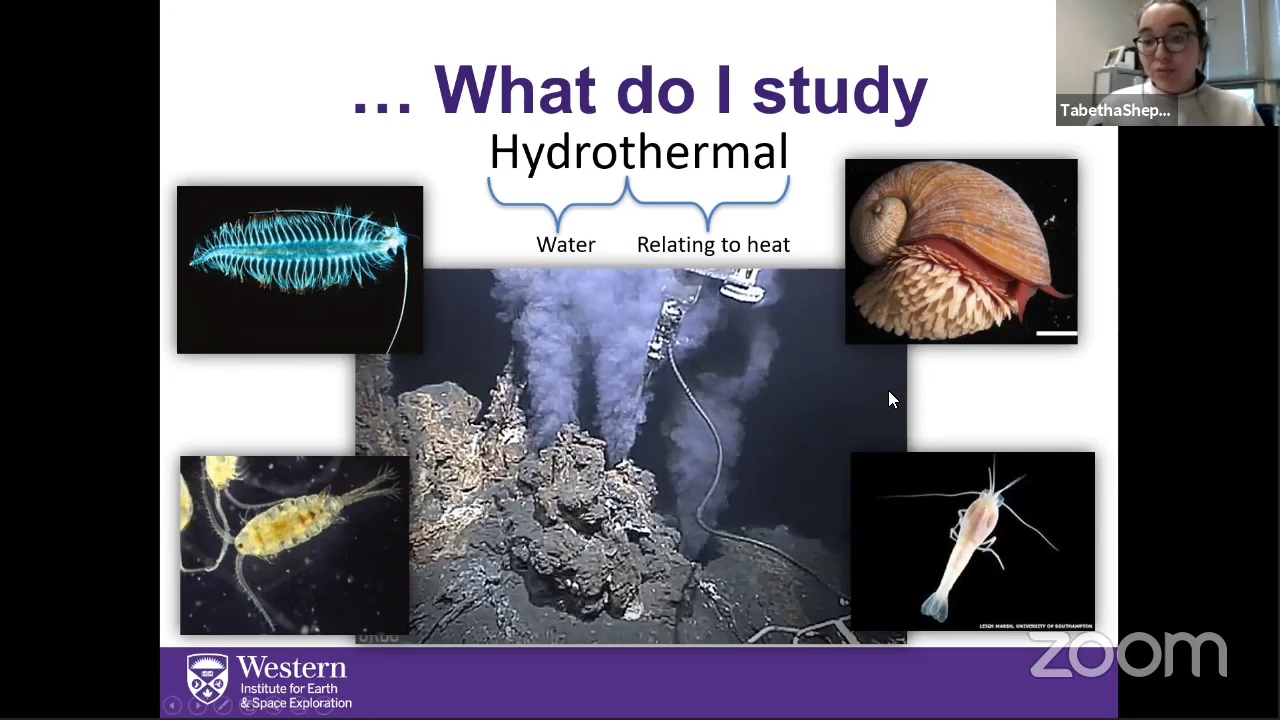 … What do I study
TabethaShep...
Hydrothermal
Water
Relating to heat
LEIGH MARSH, UNIVERSITY OF SOUTHAMPTON
zoom
Western
Institute for Earth
& Space Exploration